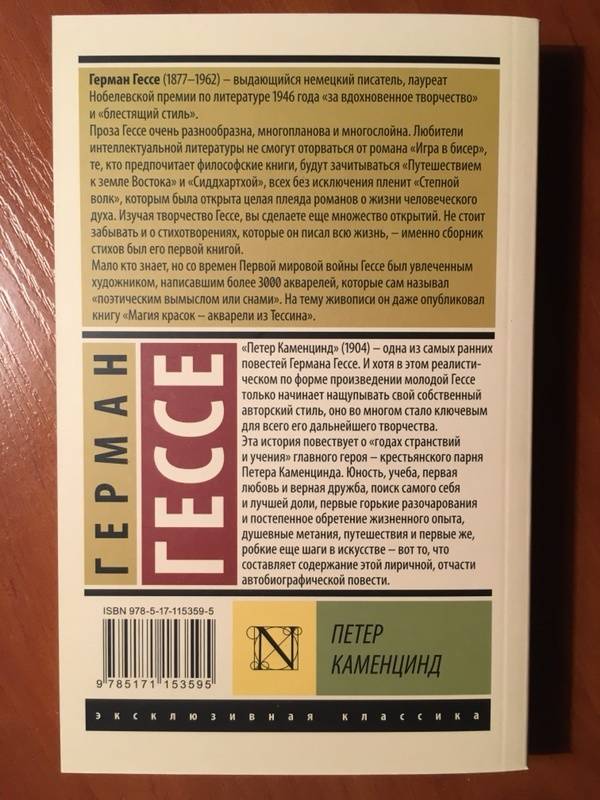 Герман Гессе (1877–1962) – выдающийся немецкий писатель, лауреат
Нобелевской премии по литературе 1946 года «за вдохновенное творчество»
и «блестящий стиль».
Проза Гессе очень разнообразна, многопланова и многослойна. Любители
интеллектуальной литературы не смогут оторваться от романа «Игра в бисер»,
те, кто предпочитает философские книги, будут зачитываться «Путешествием
к земле Востока» и «Сиддхартхой», всех без исключения пленит «Степной
волк», которым была открыта целая плеяда романов о жизни человеческого
духа. Изучая творчество Гессе, вы сделаете еще множество открытий. Не стоит
забывать и о стихотворениях, которые он писал всю жизнь, – именно сборник
стихов был его первой книгой.
Мало кто знает, но со времен Первой мировой войны Гессе был увлеченным
художником, написавшим более 3000 акварелей, которые сам называл
«поэтическим вымыслом или снами». На тему живописи он даже опубликовал
книгу «Магия красок – акварели из Тессина».
ГЕРМАН
ГЕССЕ
«Петер Каменцинд» (1904) – одна из самых ранних
повестей Германа Гессе. И хотя в этом реалисти-
ческом по форме произведении молодой Гессе
только начинает нащупывать свой собственный
авторский стиль, оно во многом стало ключевым
для всего его дальнейшего творчества.
Эта история повествует о «годах странствий
и учения» главного героя – крестьянского парня
Петера Каменцинда. Юность, учеба, первая
любовь и верная дружба, поиск самого себя
и лучшей доли, первые горькие разочарования
и постепенное обретение жизненного опыта,
душевные метания, путешествия и первые же,
робкие еще шаги в искусстве – вот то, что
составляет содержание этой лиричной, отчасти
автобиографической повести.
ISBN 978-5-17-115359-5
9 785171 153595
N
ПЕТЕР
КАМЕНЦИНД
эксклюзивная классика